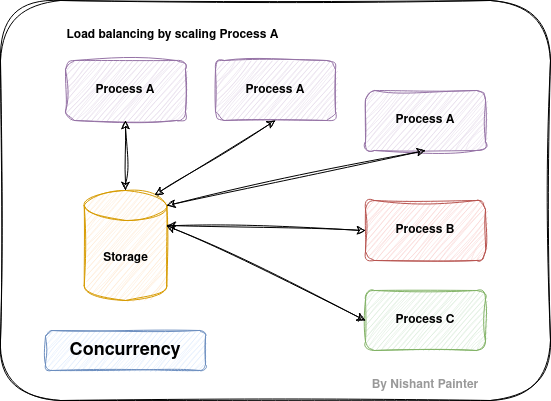 Load balancing by scaling Process A
Process A
Process A
Process A
Process B
Storage
Process C
Concurrency
By Nishant Painter